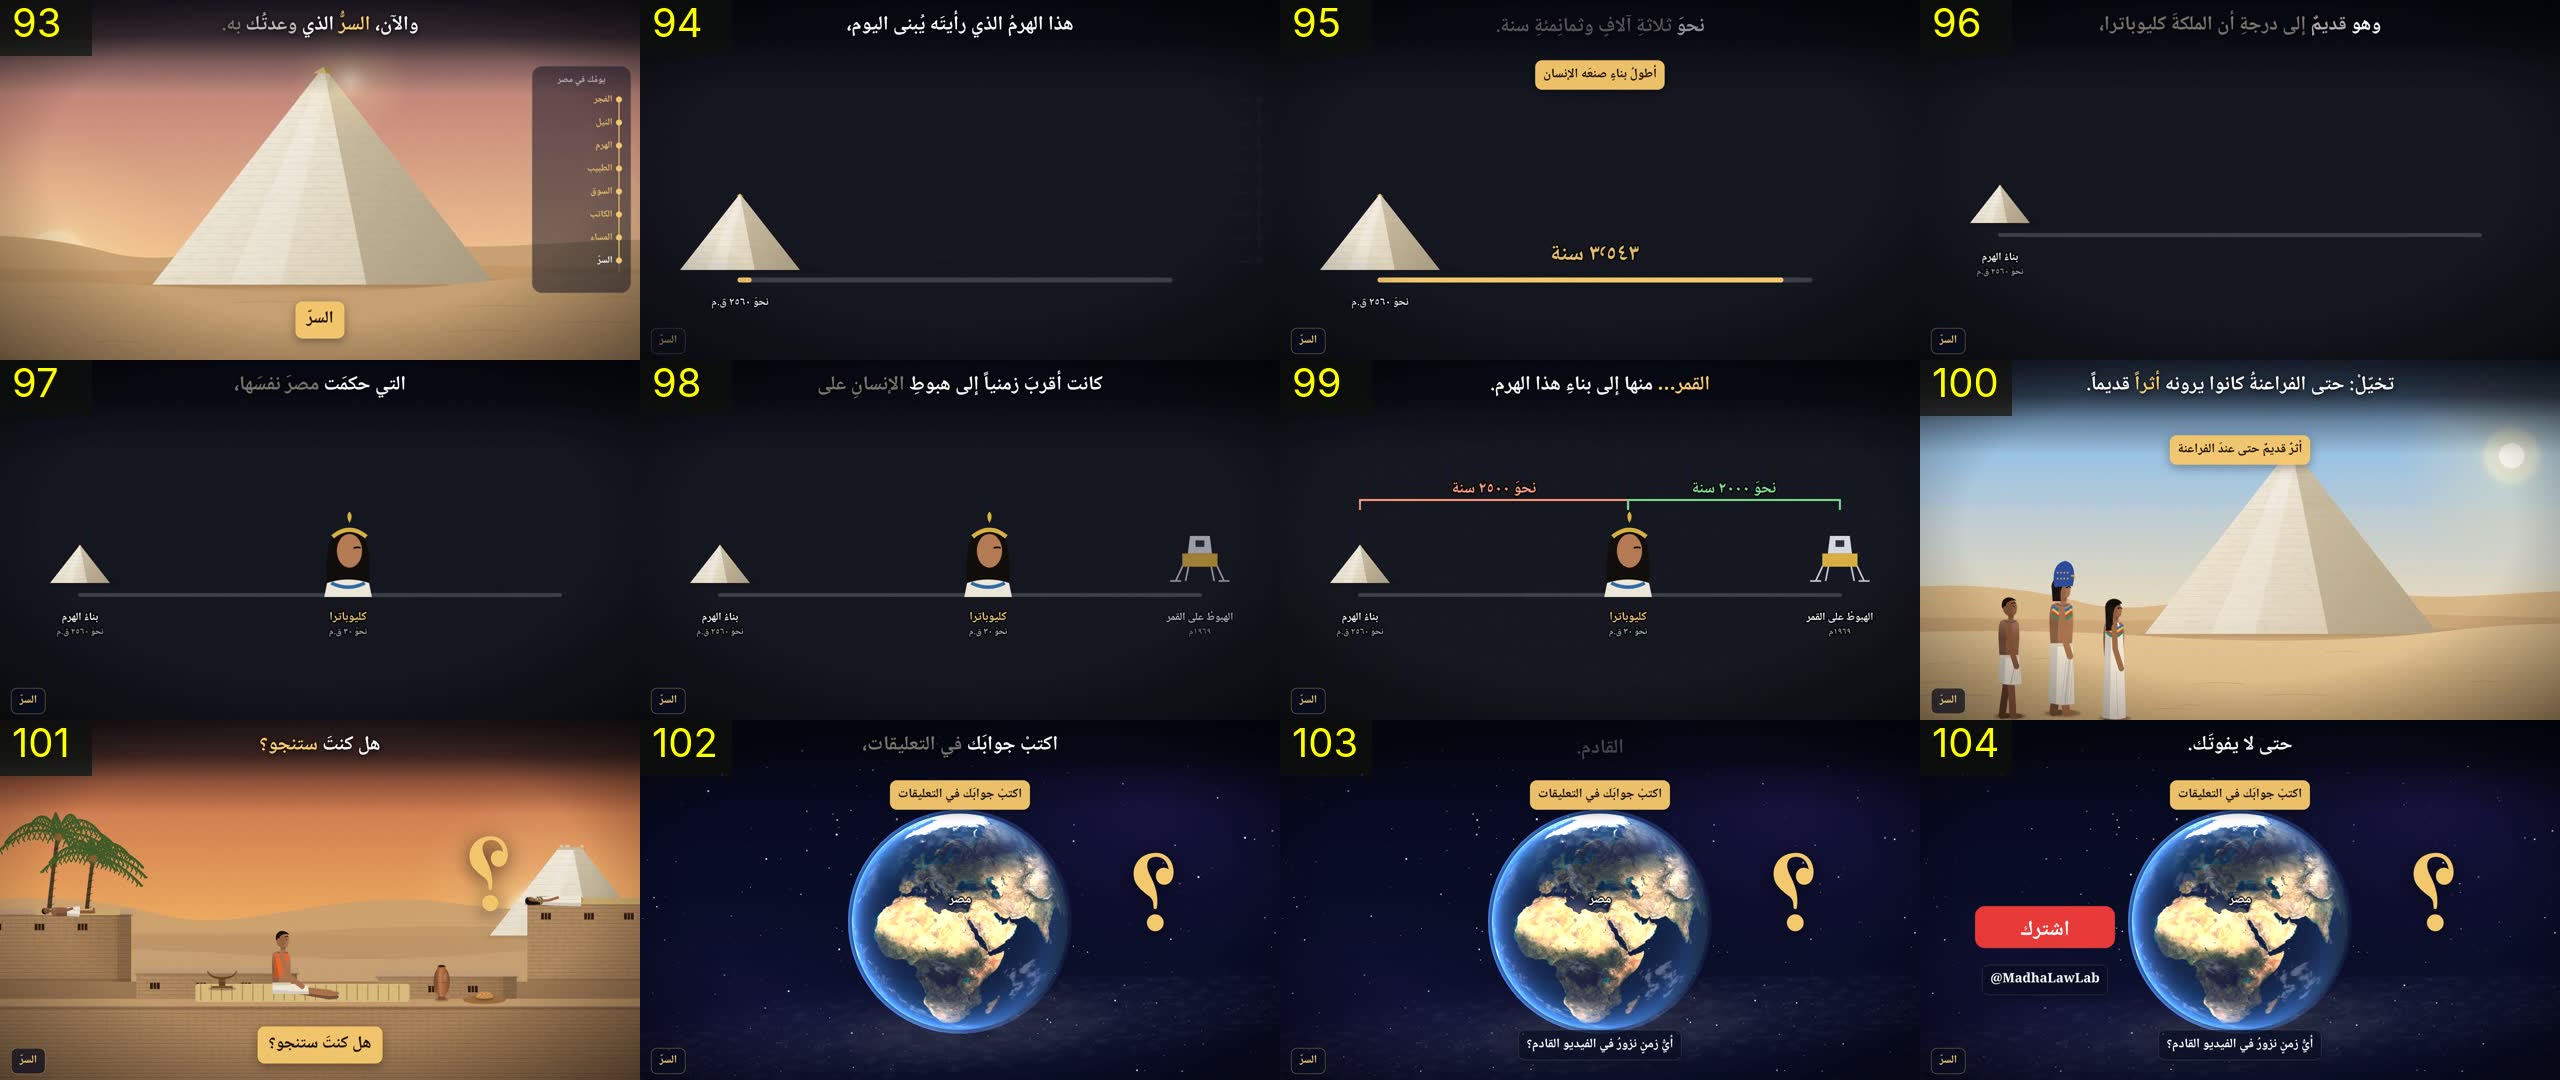 93
والآن، السرُّ الذي وعدتُك به.
يومُك في مصر
الفجر
النيل
الهرم
الطبيب
السوق
الكاتب
المساء
السرّ
السرّ
94
هذا الهرمُ الذي رأيتَه يُبنى اليوم،
نحوَ ٢٥٦٠ ق.م
السرّ
95
نحوَ ثلاثةِ آلافٍ وثمانِمئةِ سنة.
أطولُ بناءٍ صنعَه الإنسان
٣٬٥٤٣ سنة
نحوَ ٢٥٦٠ ق.م
السرّ
96
وهو قديمٌ إلى درجةِ أن الملكةَ كليوباترا،
بناءُ الهرم
نحوَ ٢٥٦٠ ق.م
السرّ
97
التي حكمَت مصرَ نفسَها،
بناءُ الهرم
نحوَ ٢٥٦٠ ق.م
كليوباترا
نحوَ ٣٠ ق.م
السرّ
98
كانت أقربَ زمنياً إلى هبوطِ الإنسانِ على
بناءُ الهرم
نحوَ ٢٥٦٠ ق.م
كليوباترا
نحوَ ٣٠ ق.م
الهبوطُ على القمر
١٩٦٩م
السرّ
99
القمر... منها إلى بناءِ هذا الهرم.
نحوَ ٢٥٠٠ سنة
نحوَ ٢٠٠٠ سنة
بناءُ الهرم
نحوَ ٢٥٦٠ ق.م
كليوباترا
نحوَ ٣٠ ق.م
الهبوطُ على القمر
١٩٦٩م
السرّ
100
تخيّلْ: حتى الفراعنةُ كانوا يرونه أثراً قديماً.
أثرٌ قديمٌ حتى عندَ الفراعنة
السرّ
101
هل كنتَ ستنجو؟
؟
هل كنتَ ستنجو؟
السرّ
102
اكتبْ جوابَك في التعليقات،
اكتبْ جوابَك في التعليقات
مصر
؟
السرّ
103
القادم.
اكتبْ جوابَك في التعليقات
مصر
؟
أيُّ زمنٍ نزورُ في الفيديو القادم؟
السرّ
104
حتى لا يفوتَك.
اكتبْ جوابَك في التعليقات
مصر
؟
اشترك
@MadhaLawLab
أيُّ زمنٍ نزورُ في الفيديو القادم؟
السرّ